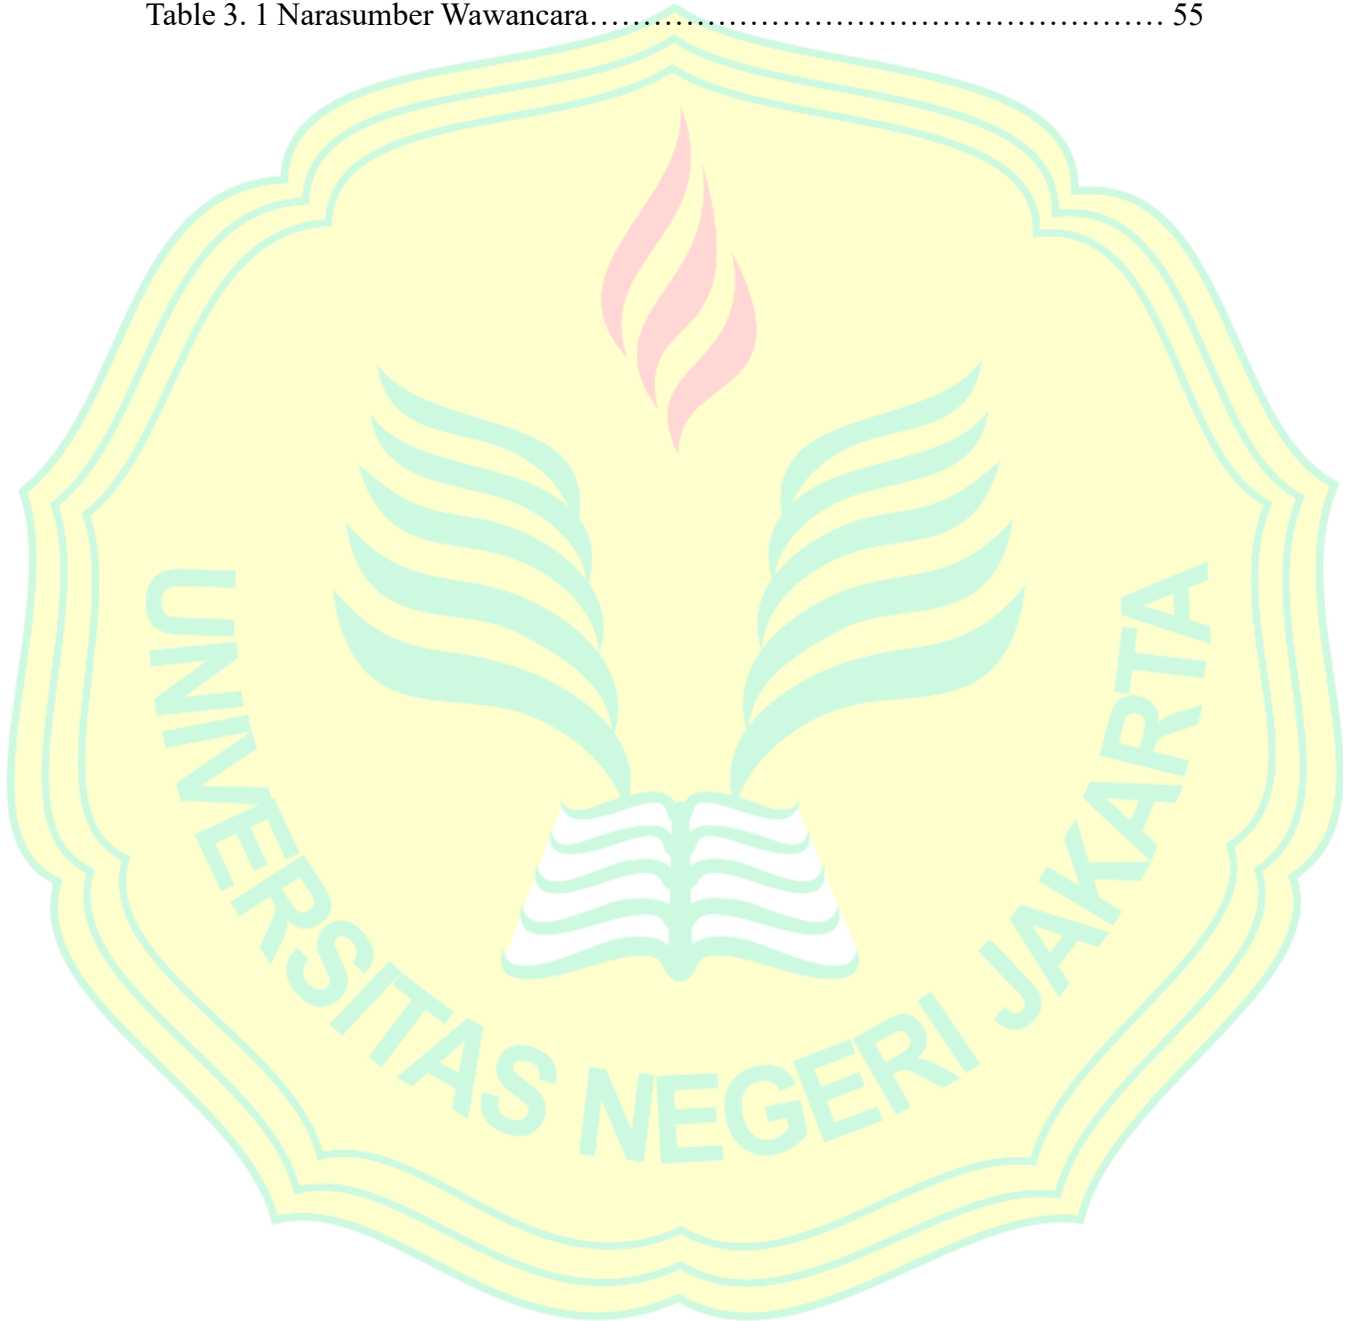 Table 3. 1 Narasumber Wawancara…………………………………………… 55
UNIVERSITAS NEGERI JAKARTA